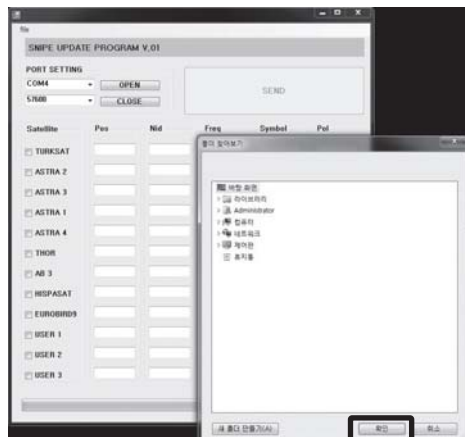 file
SNIPE UPDATE PROGRAM V.01
PORT SETTING
COM4 OPEN
57600 CLOSE
SEND
Satellite Pos Nid Freq Symbol Pol
TURKSAT
ASTRA 2
ASTRA 3
ASTRA 1
ASTRA 4
THOR
AB 3
HISPASAT
EUROBIRD9
USER 1
USER 2
USER 3
폴더 찾아보기
바탕 화면
라이브러리
Administrator
컴퓨터
네트워크
제어판
휴지통
새 폴더 만들기(A) 확인 취소